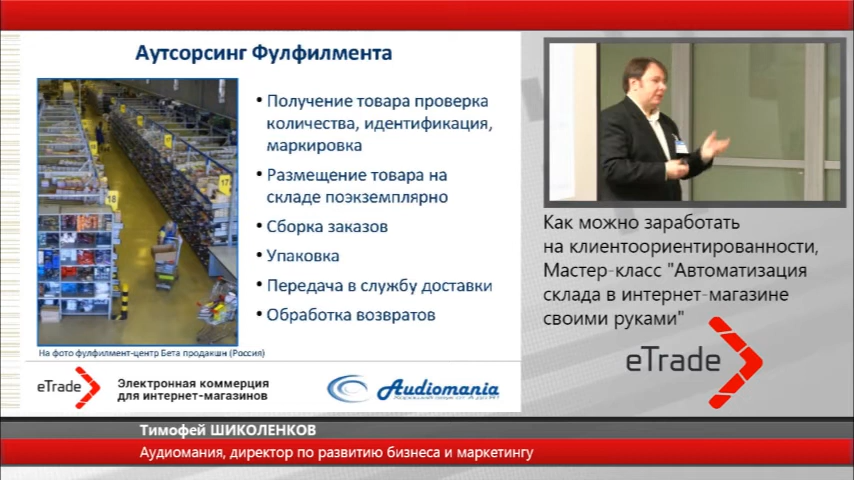 Аутсорсинг Фулфилмента
• Получение товара проверка
количества, идентификация,
маркировка
• Размещение товара на
складе поэкземплярно
• Сборка заказов
• Упаковка
• Передача в службу доставки
• Обработка возвратов
18
17
На фото фулфилмент-центр Бета продакшн (Россия)
eTrade
Электронная коммерция
для интернет-магазинов
Audiomania
Как можно заработать
на клиентоориентированности,
Мастер-класс "Автоматизация
склада в интернет-магазине
своими руками"
eTrade
Тимофей ШИКОЛЕНКОВ
Аудиомания, директор по развитию бизнеса и маркетингу